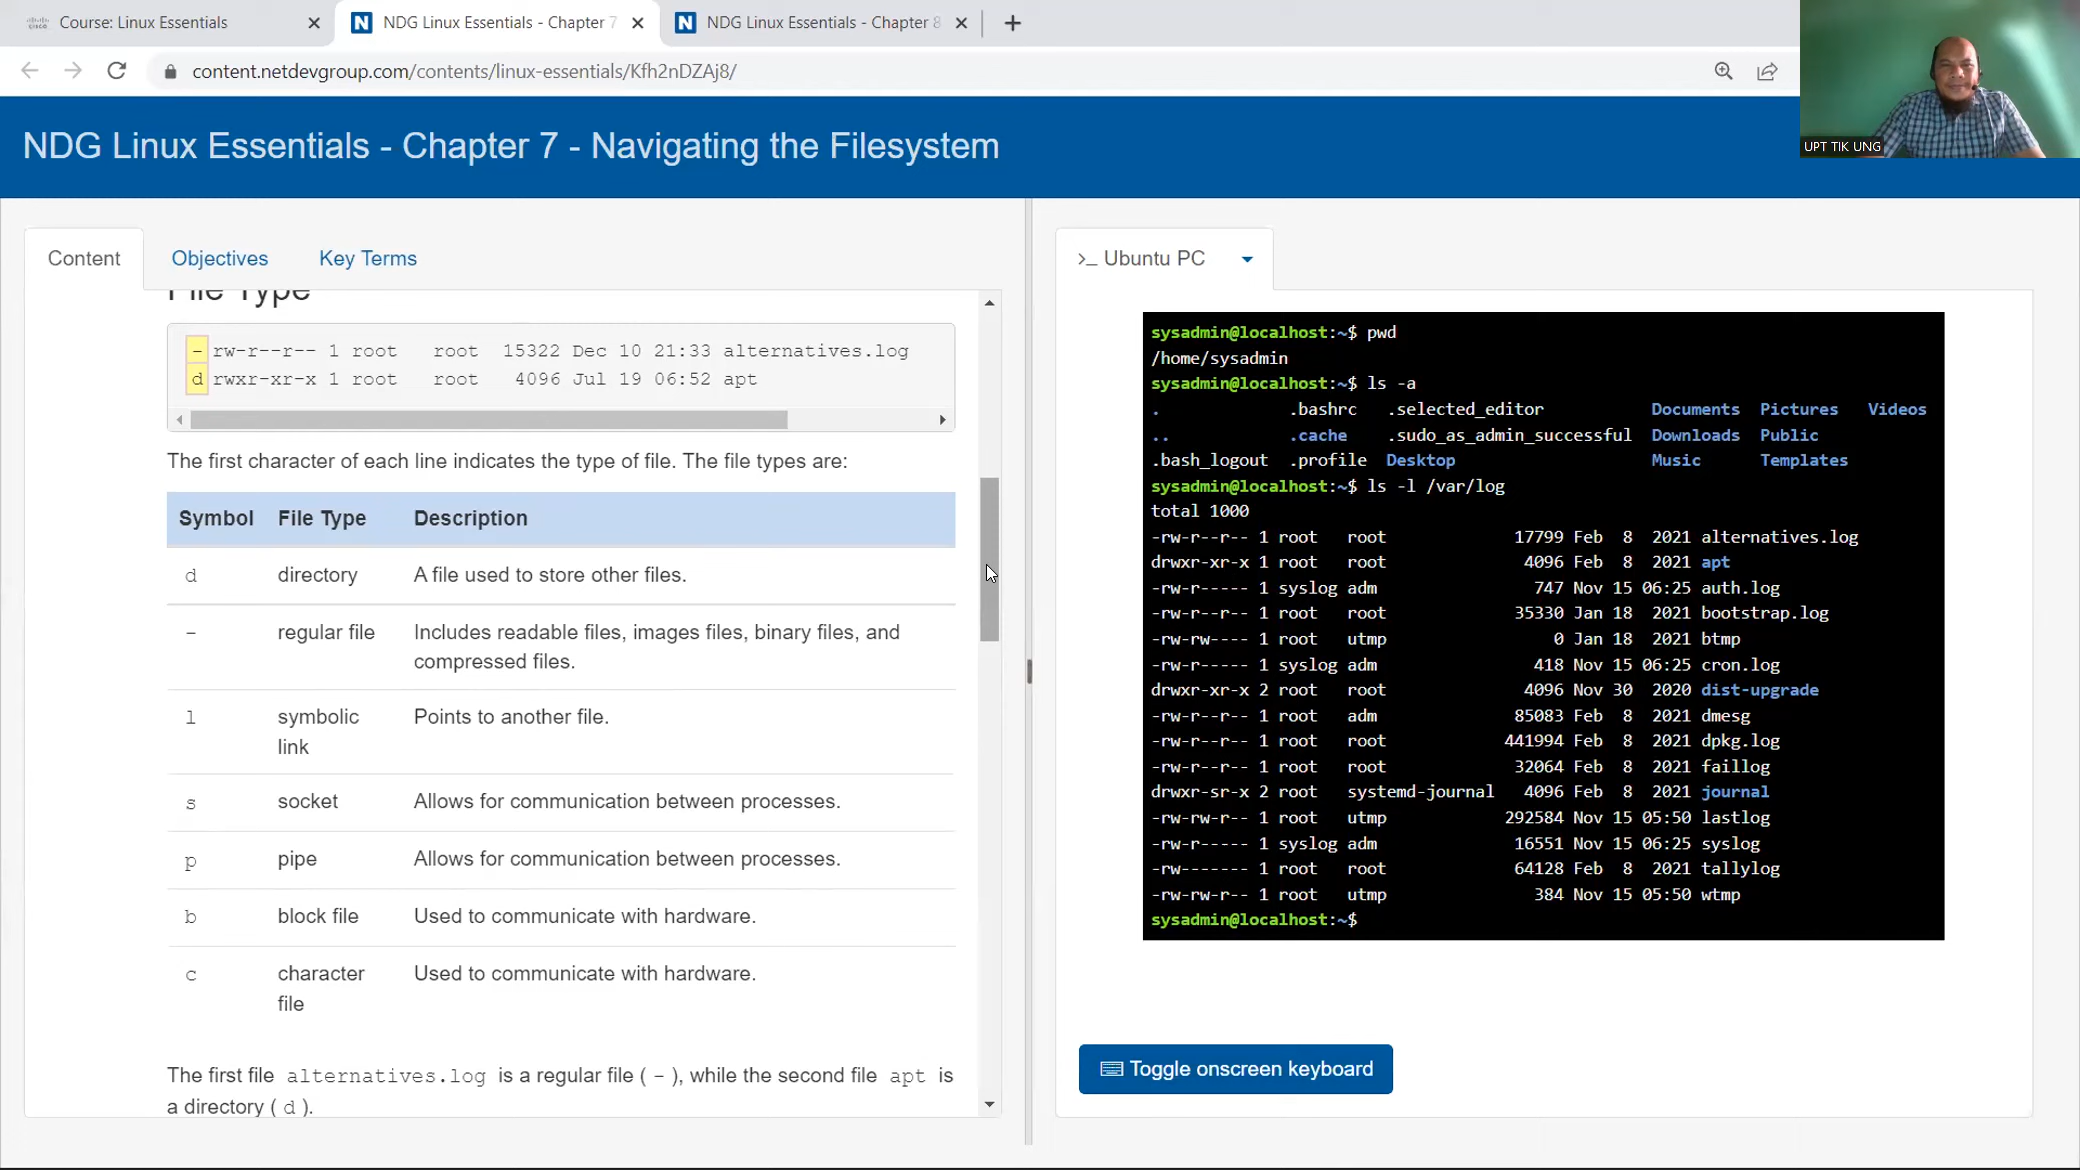 Course: Linux Essentials
NDG Linux Essentials - Chapter 7
NDG Linux Essentials - Chapter 8
content.netdevgroup.com/contents/linux-essentials/Kfh2nDZAj8/
UPT TIK UNG
NDG Linux Essentials - Chapter 7 - Navigating the Filesystem
Content
Objectives
Key Terms
File Type
-rw-r--r-- 1 root   root  15322 Dec 10 21:33 alternatives.log
drwxr-xr-x 1 root   root   4096 Jul 19 06:52 apt
The first character of each line indicates the type of file. The file types are:
Symbol File Type Description
d directory A file used to store other files.
- regular file Includes readable files, images files, binary files, and
compressed files.
l symbolic Points to another file.
link
s socket Allows for communication between processes.
p pipe Allows for communication between processes.
b block file Used to communicate with hardware.
c character Used to communicate with hardware.
file
The first file alternatives.log is a regular file ( - ), while the second file apt is
a directory ( d ).
>_ Ubuntu PC
sysadmin@localhost:~$ pwd
/home/sysadmin
sysadmin@localhost:~$ ls -a
.  .bashrc  .selected_editor  Documents  Pictures  Videos
..  .cache  .sudo_as_admin_successful  Downloads  Public
.bash_logout  .profile  Desktop  Music  Templates
sysadmin@localhost:~$ ls -l /var/log
total 1000
-rw-r--r-- 1 root   root             17799 Feb  8  2021 alternatives.log
drwxr-xr-x 1 root   root              4096 Feb  8  2021 apt
-rw-r----- 1 syslog adm                747 Nov 15 06:25 auth.log
-rw-r--r-- 1 root   root             35330 Jan 18  2021 bootstrap.log
-rw-rw---- 1 root   utmp                 0 Jan 18  2021 btmp
-rw-r----- 1 syslog adm                418 Nov 15 06:25 cron.log
drwxr-xr-x 2 root   root              4096 Nov 30  2020 dist-upgrade
-rw-r--r-- 1 root   adm              85083 Feb  8  2021 dmesg
-rw-r--r-- 1 root   root            441994 Feb  8  2021 dpkg.log
-rw-r--r-- 1 root   root             32064 Feb  8  2021 faillog
drwxr-sr-x 2 root   systemd-journal   4096 Feb  8  2021 journal
-rw-rw-r-- 1 root   utmp            292584 Nov 15 05:50 lastlog
-rw-r----- 1 syslog adm              16551 Nov 15 06:25 syslog
-rw------- 1 root   root             64128 Feb  8  2021 tallylog
-rw-rw-r-- 1 root   utmp               384 Nov 15 05:50 wtmp
sysadmin@localhost:~$
Toggle onscreen keyboard